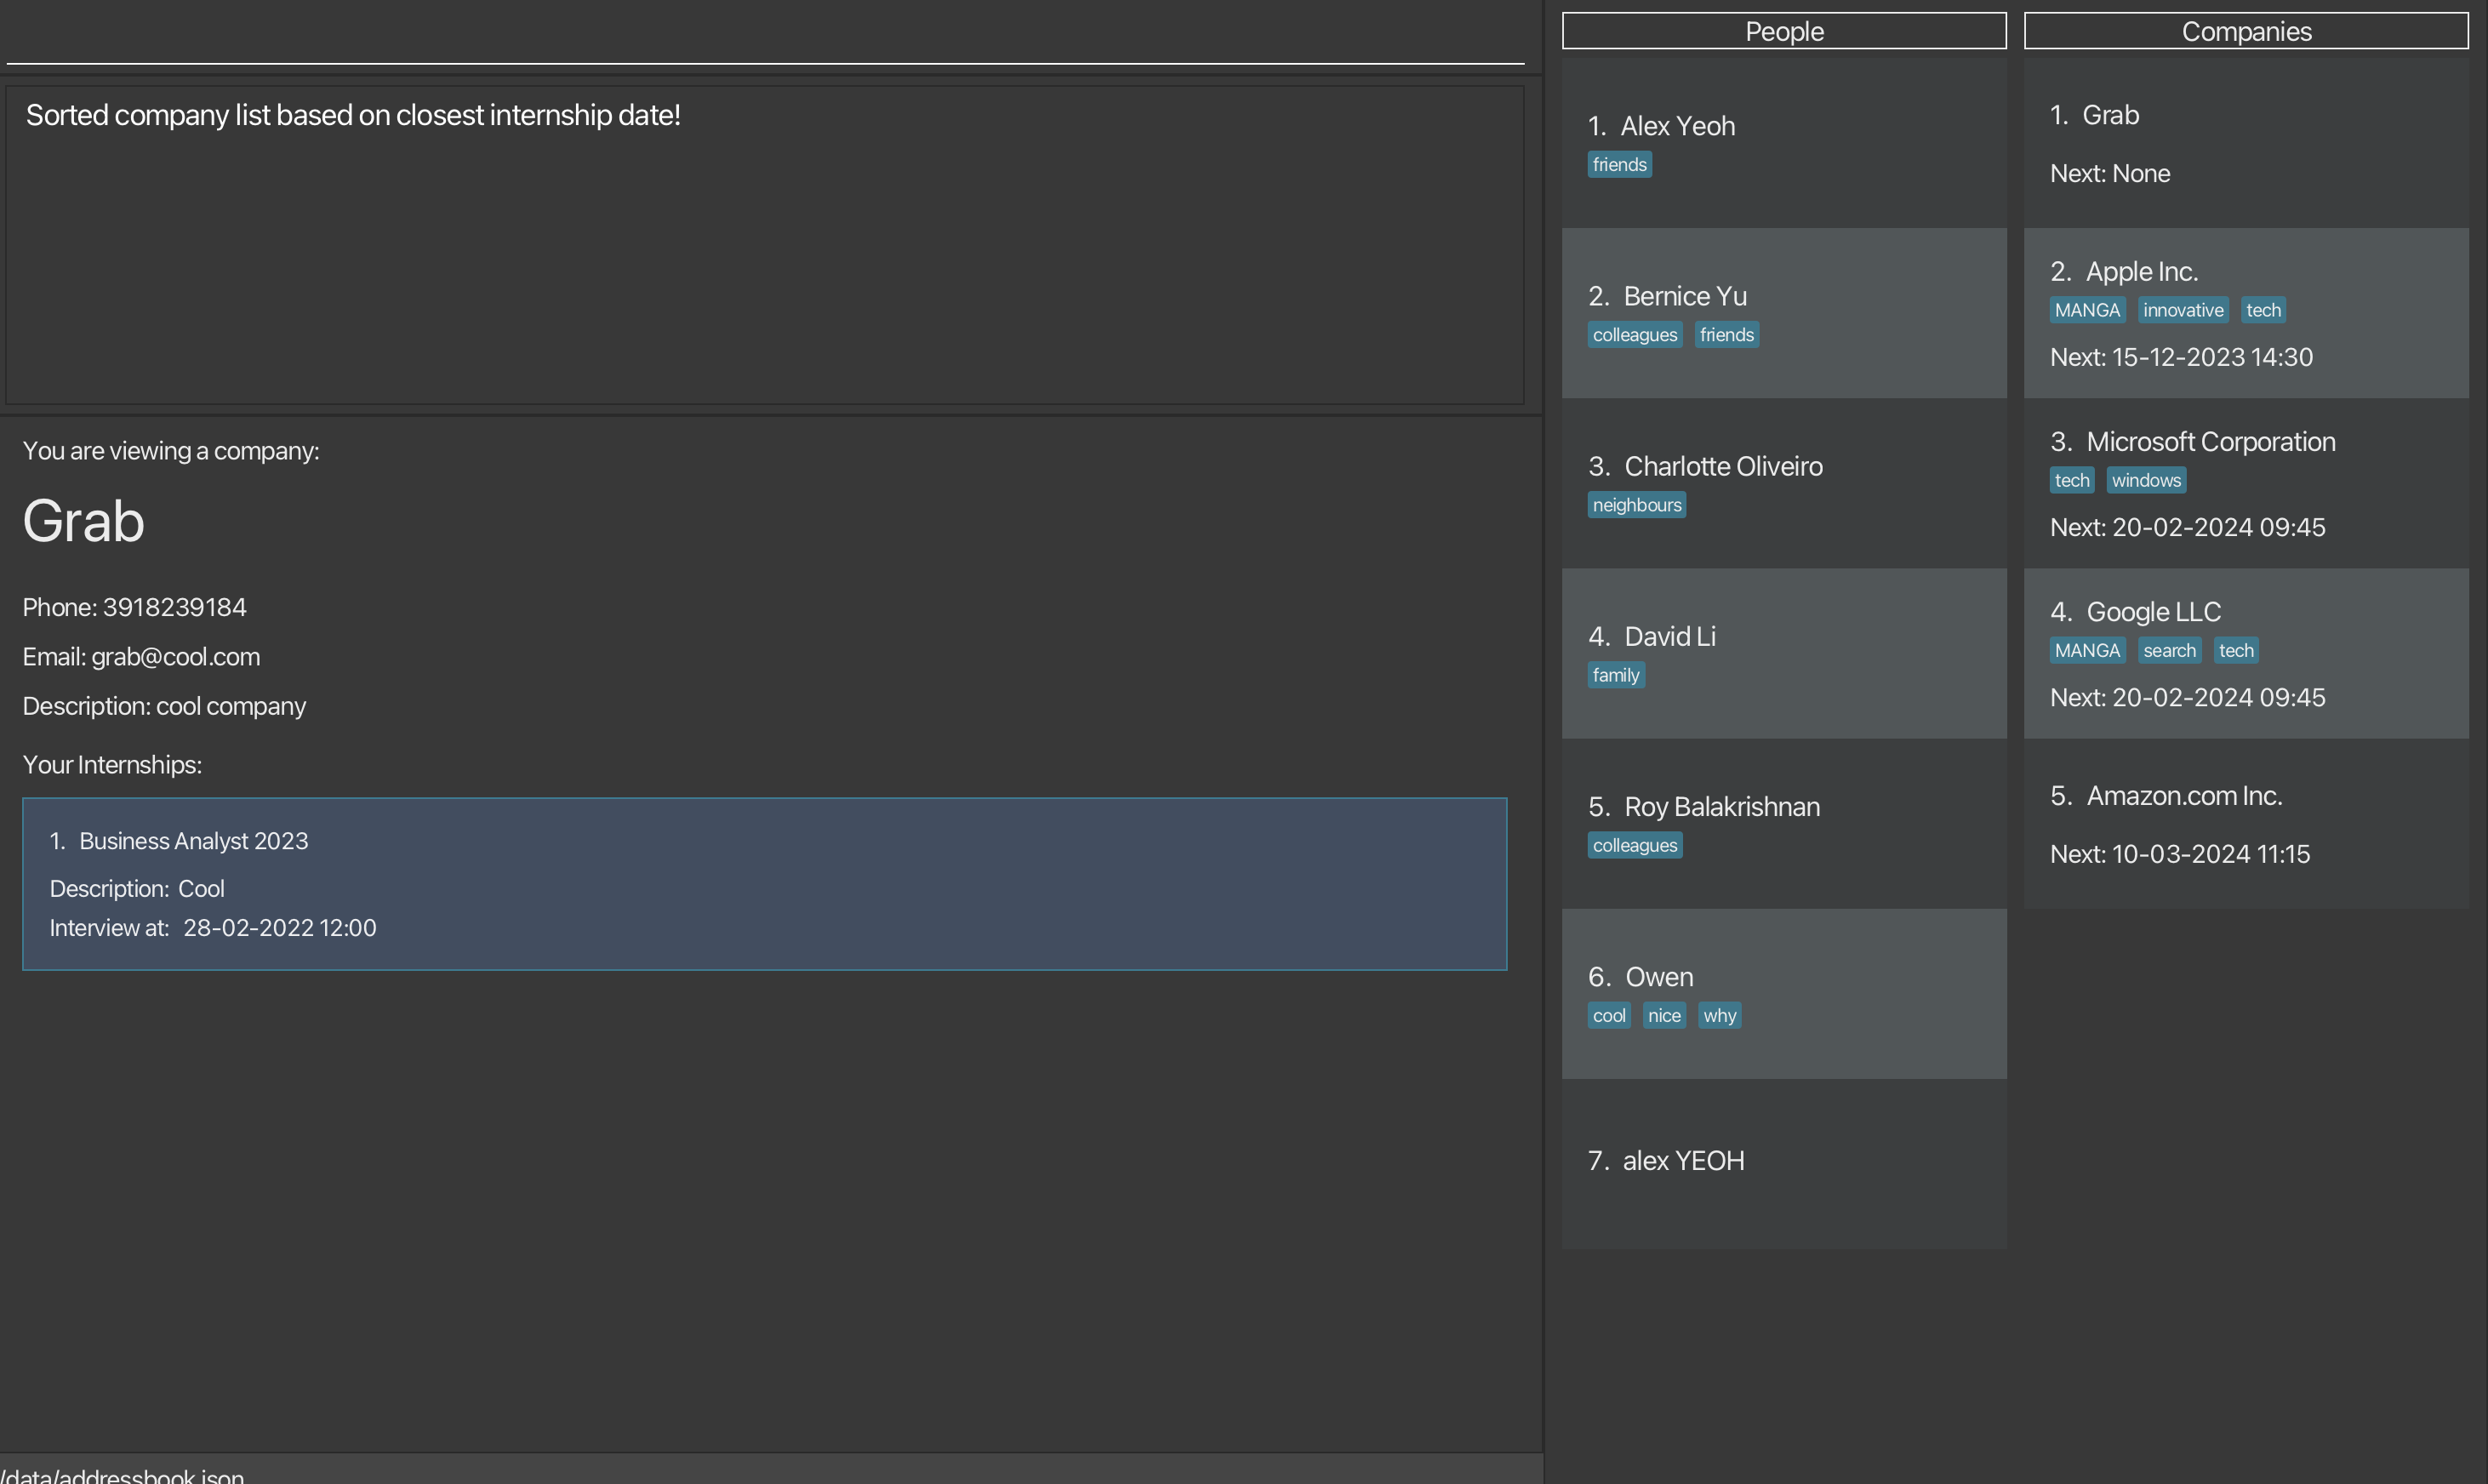 Sorted company list based on closest internship date!
You are viewing a company:
Grab
Phone: 3918239184
Email: grab@cool.com
Description: cool company
Your Internships:
1. Business Analyst 2023
Description: Cool
Interview at: 28-02-2022 12:00
/data/addressbook.json
People
1. Alex Yeoh
friends
2. Bernice Yu
colleagues friends
3. Charlotte Oliveiro
neighbours
4. David Li
family
5. Roy Balakrishnan
colleagues
6. Owen
cool nice why
7. alex YEOH
Companies
1. Grab
Next: None
2. Apple Inc.
MANGA innovative tech
Next: 15-12-2023 14:30
3. Microsoft Corporation
tech windows
Next: 20-02-2024 09:45
4. Google LLC
MANGA search tech
Next: 20-02-2024 09:45
5. Amazon.com Inc.
Next: 10-03-2024 11:15